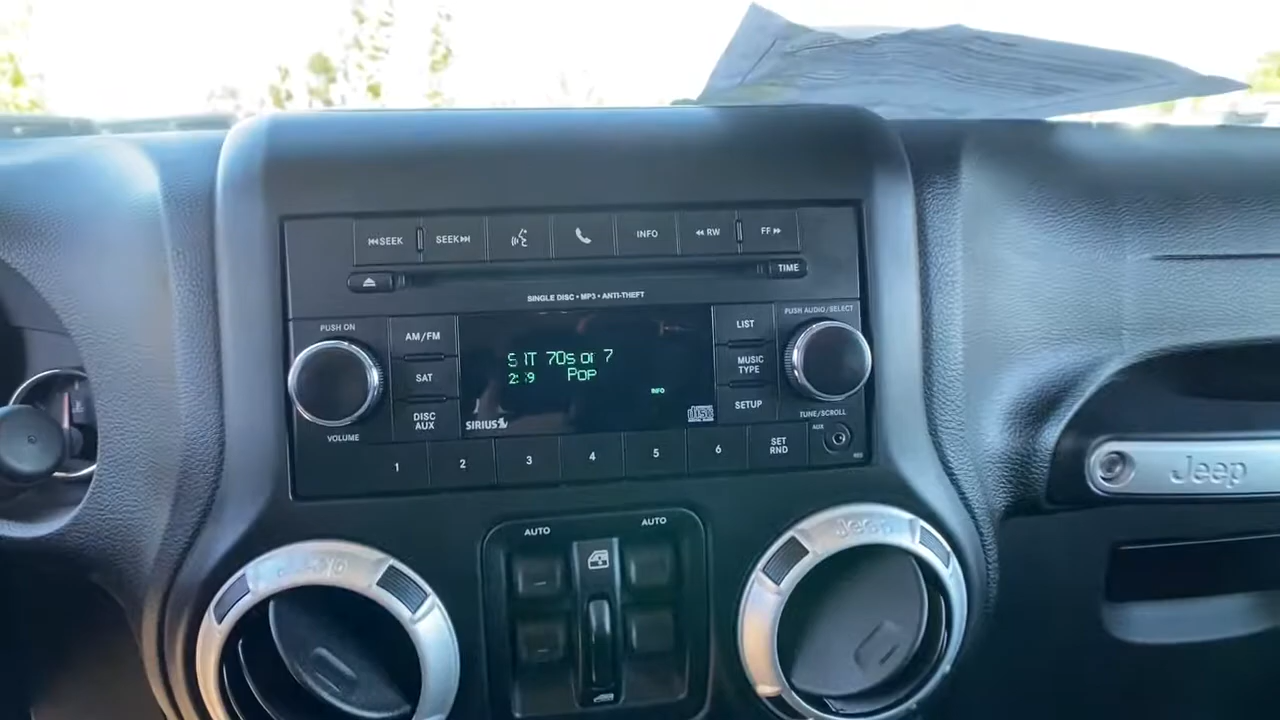 SEEK
SEEK
INFO
RW
FF
TIME
SINGLE DISC • MP3 • ANTI-THEFT
PUSH ON
AM/FM
SAT
DISC
AUX
VOLUME
70s on 7
Pop
INFO
SIRIUS
LIST
MUSIC
TYPE
SETUP
PUSH AUDIO/SELECT
TUNE/SCROLL
AUX
1
2
3
4
5
6
SET
RND
AUTO
AUTO
Jeep
Jeep